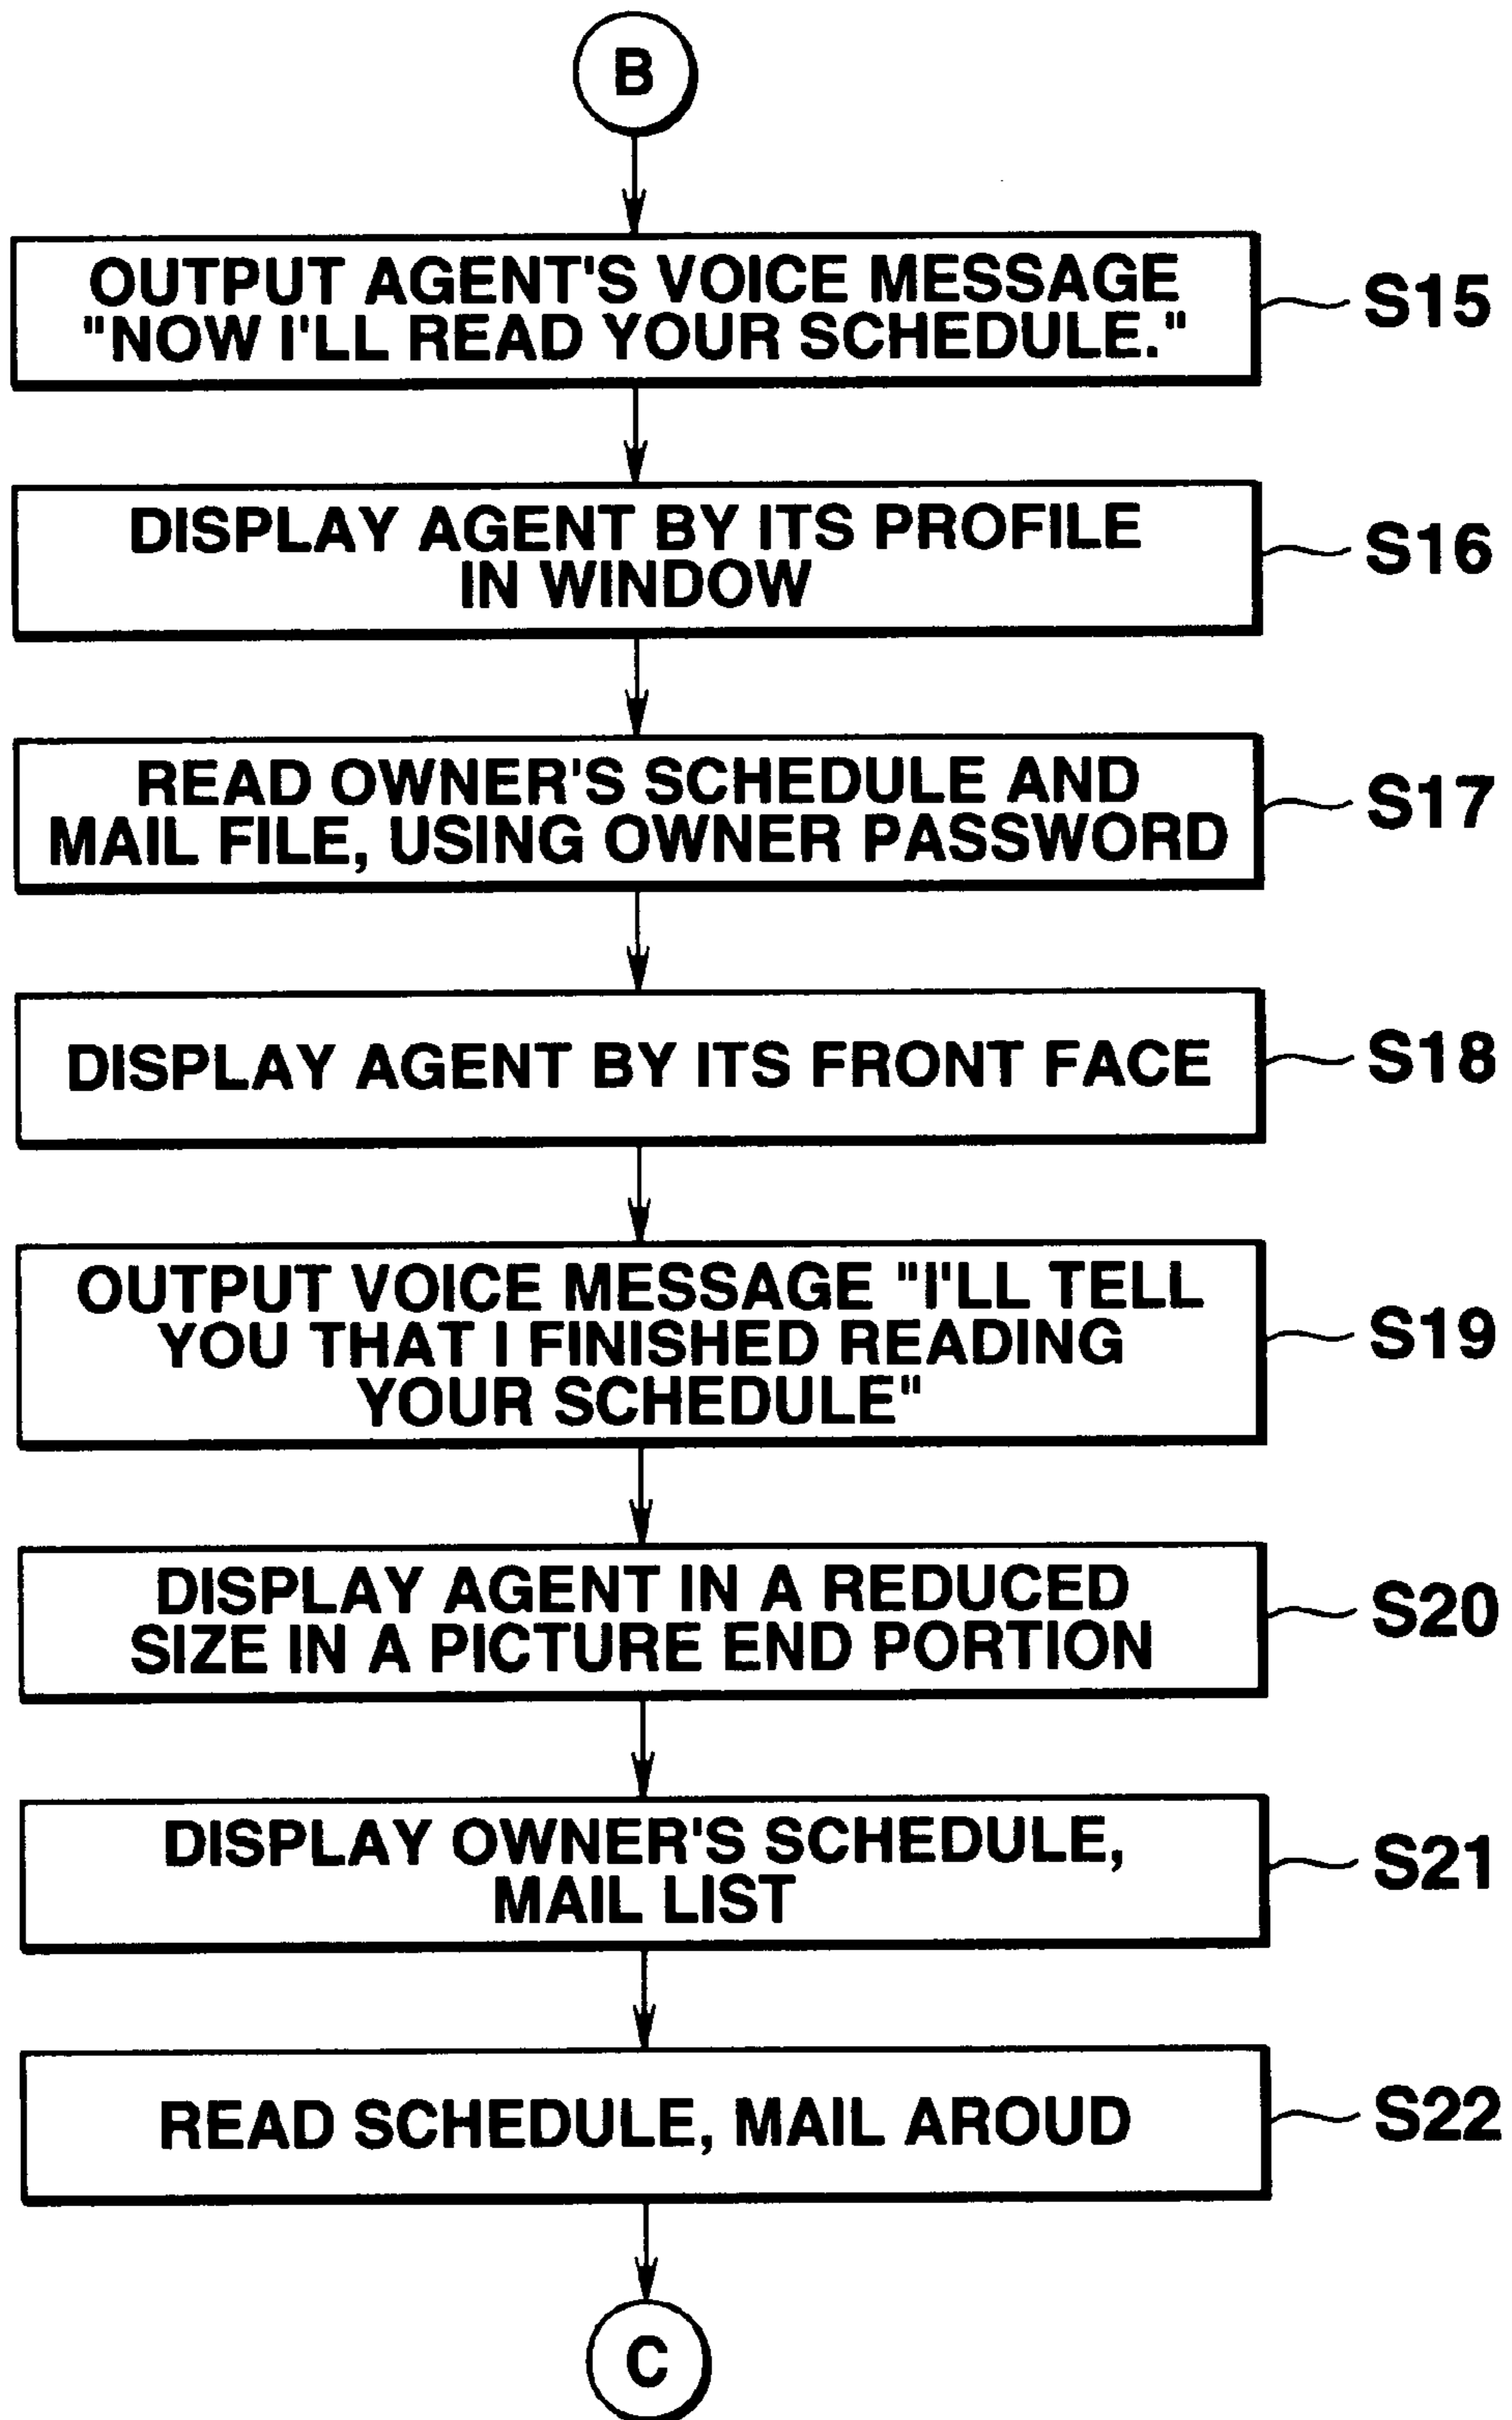 B
OUTPUT AGENT'S VOICE MESSAGE
"NOW I'LL READ YOUR SCHEDULE."
S15
DISPLAY AGENT BY ITS PROFILE
IN WINDOW
S16
READ OWNER'S SCHEDULE AND
MAIL FILE, USING OWNER PASSWORD
S17
DISPLAY AGENT BY ITS FRONT FACE
S18
OUTPUT VOICE MESSAGE "I'LL TELL
YOU THAT I FINISHED READING
YOUR SCHEDULE"
S19
DISPLAY AGENT IN A REDUCED
SIZE IN A PICTURE END PORTION
S20
DISPLAY OWNER'S SCHEDULE,
MAIL LIST
S21
READ SCHEDULE, MAIL AROUD
S22
C